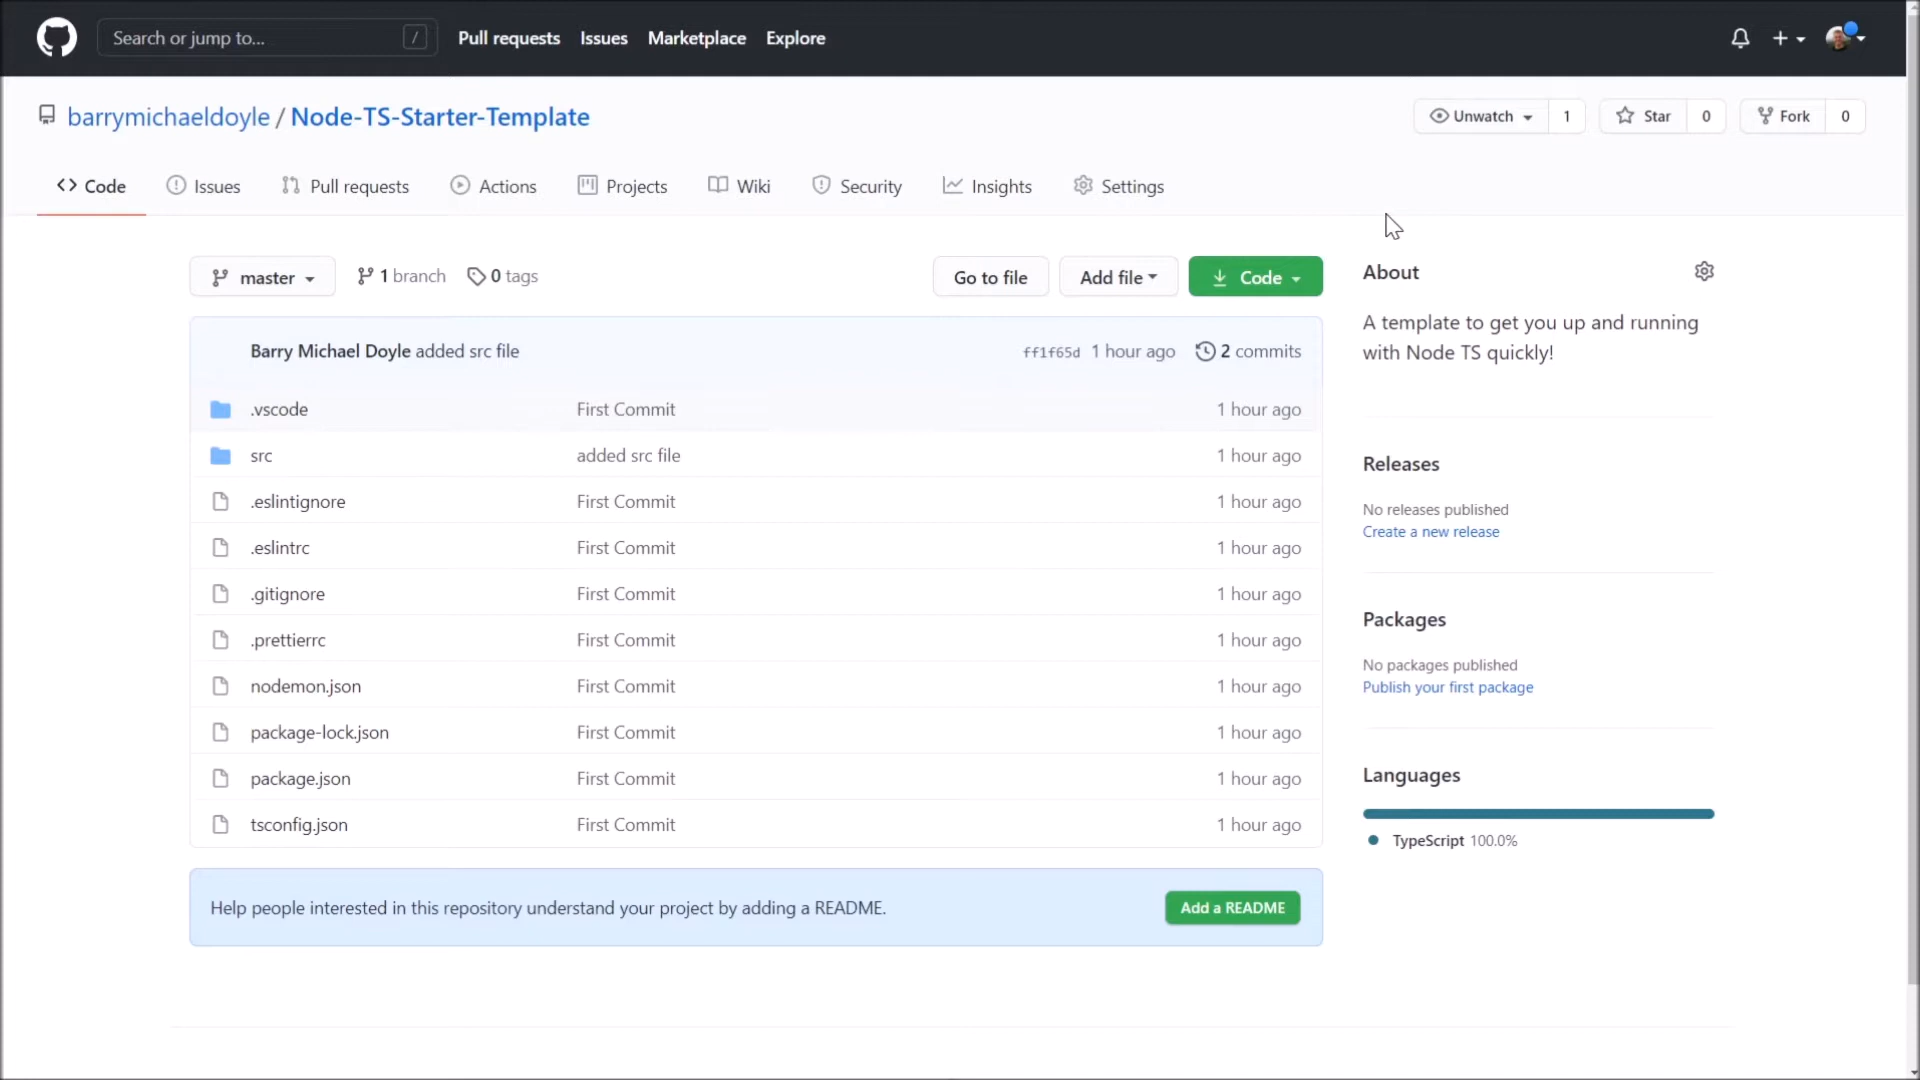 Search or jump to... /
Pull requests Issues Marketplace Explore
barrymichaeldoyle / Node-TS-Starter-Template
Unwatch 1 Star 0 Fork 0
Code Issues Pull requests Actions Projects Wiki Security Insights Settings
master 1 branch 0 tags
Go to file Add file Code
Barry Michael Doyle added src file ff1f65d 1 hour ago 2 commits
.vscode First Commit 1 hour ago
src added src file 1 hour ago
.eslintignore First Commit 1 hour ago
.eslintrc First Commit 1 hour ago
.gitignore First Commit 1 hour ago
.prettierrc First Commit 1 hour ago
nodemon.json First Commit 1 hour ago
package-lock.json First Commit 1 hour ago
package.json First Commit 1 hour ago
tsconfig.json First Commit 1 hour ago
Help people interested in this repository understand your project by adding a README. Add a README
About
A template to get you up and running
with Node TS quickly!
Releases
No releases published
Create a new release
Packages
No packages published
Publish your first package
Languages
TypeScript 100.0%